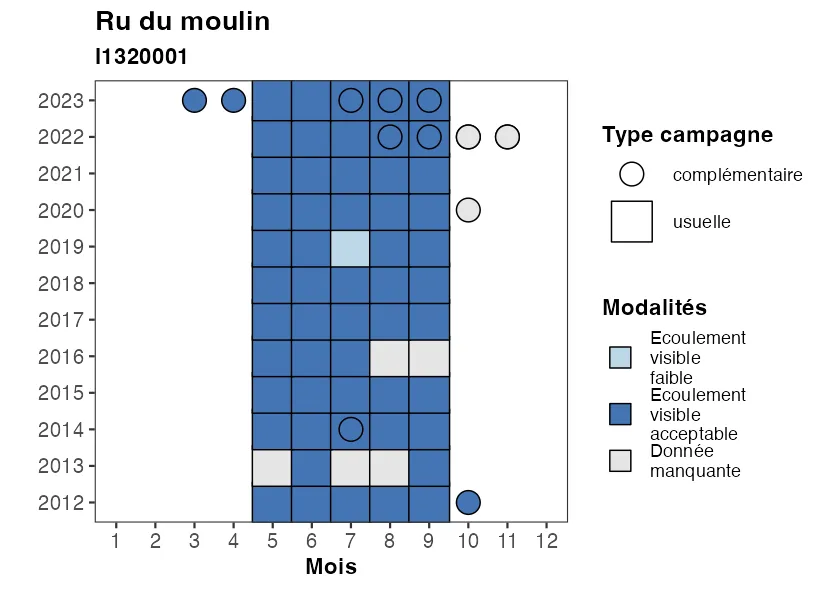 Ru du moulin
I1320001
2023
2022
2021
2020
2019
2018
2017
2016
2015
2014
2013
2012
1 2 3 4 5 6 7 8 9 10 11 12
Mois
Type campagne
complémentaire
usuelle
Modalités
Ecoulement
visible
faible
Ecoulement
visible
acceptable
Donnée
manquante